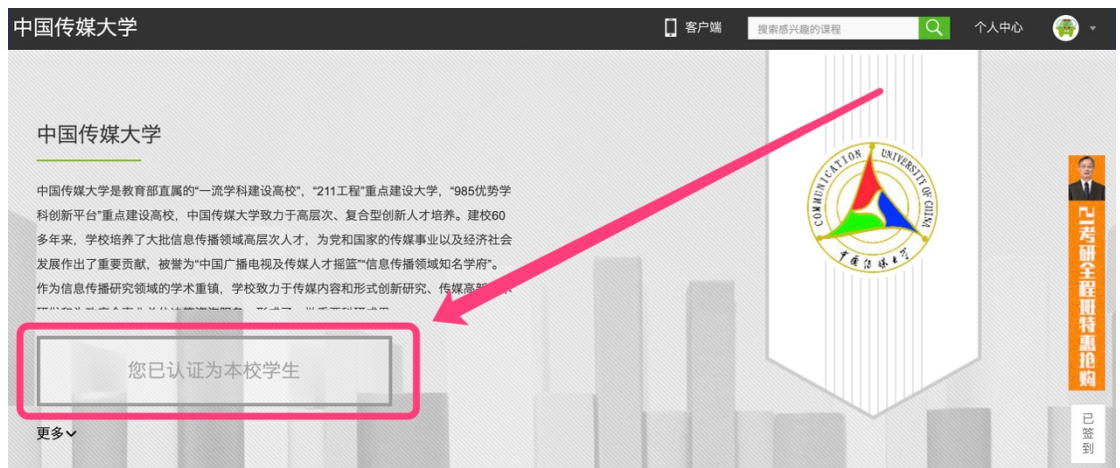 中国传媒大学
客户端
搜索感兴趣的课程
个人中心
中国传媒大学
中国传媒大学是教育部直属的“一流学科建设高校”,“211工程”重点建设大学,“985优势学
科创新平台”重点建设高校,中国传媒大学致力于高层次、复合型创新人才培养。建校60
多年来,学校培养了大批信息传播领域高层次人才,为党和国家的传媒事业以及经济社会
发展作出了重要贡献,被誉为“中国广播电视及传媒人才摇篮”“信息传播领域知名学府”。
作为信息传播研究领域的学术重镇,学校致力于传媒内容和形式创新研究、传媒高新
您已认证为本校学生
更多
COMMUNICATION UNIVERSITY OF CHINA
中国传媒大学
21考研全程班特惠抢购
已签到